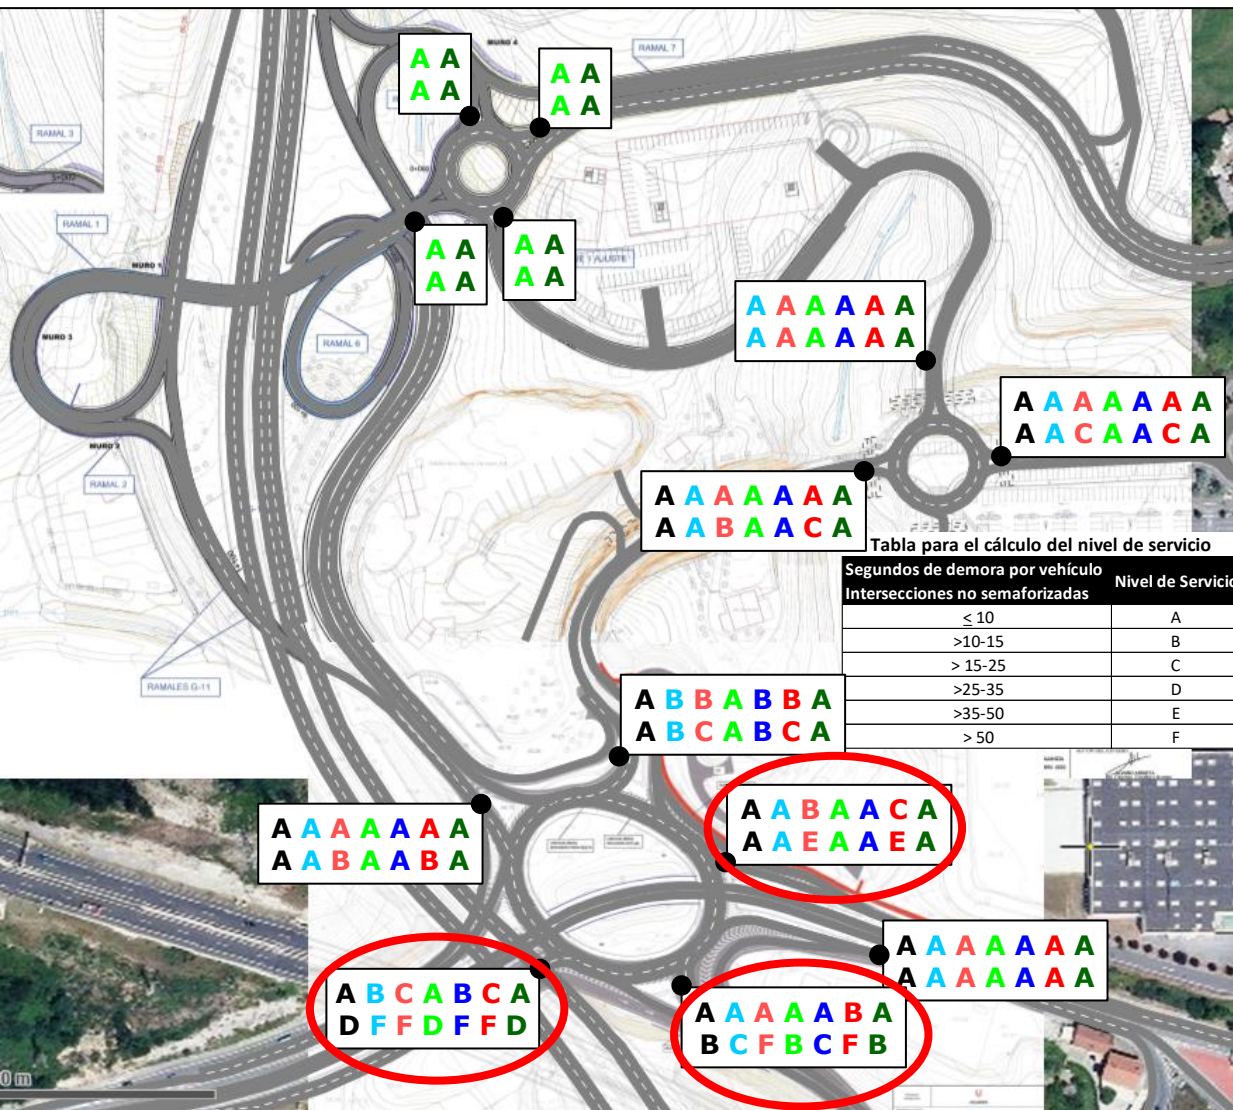 MURO 4
RAMAL 7
A A
A A
A A
A A
RAMAL 3
RAMAL 1
MURO 1
A A
A A
A A
A A
MURO 3
RAMAL 6
A A A A A A
A A A A A A
A A A A A A A
A A C A A C A
MURO 2
RAMAL 2
A A A A A A A
A A B A A C A
Tabla para el cálculo del nivel de servicio
Segundos de demora por vehículo
Intersecciones no semaforizadas
Nivel de Servicio
≤ 10 A
>10-15 B
> 15-25 C
>25-35 D
>35-50 E
> 50 F
RAMALES G-11
A B B A B B A
A B C A B C A
A A B A A C A
A A E A A E A
A A A A A A A
A A B A A B A
A A A A A A A
A A A A A A A
A B C A B C A
D F F D F F D
A A A A A B A
B C F B C F B
0 m